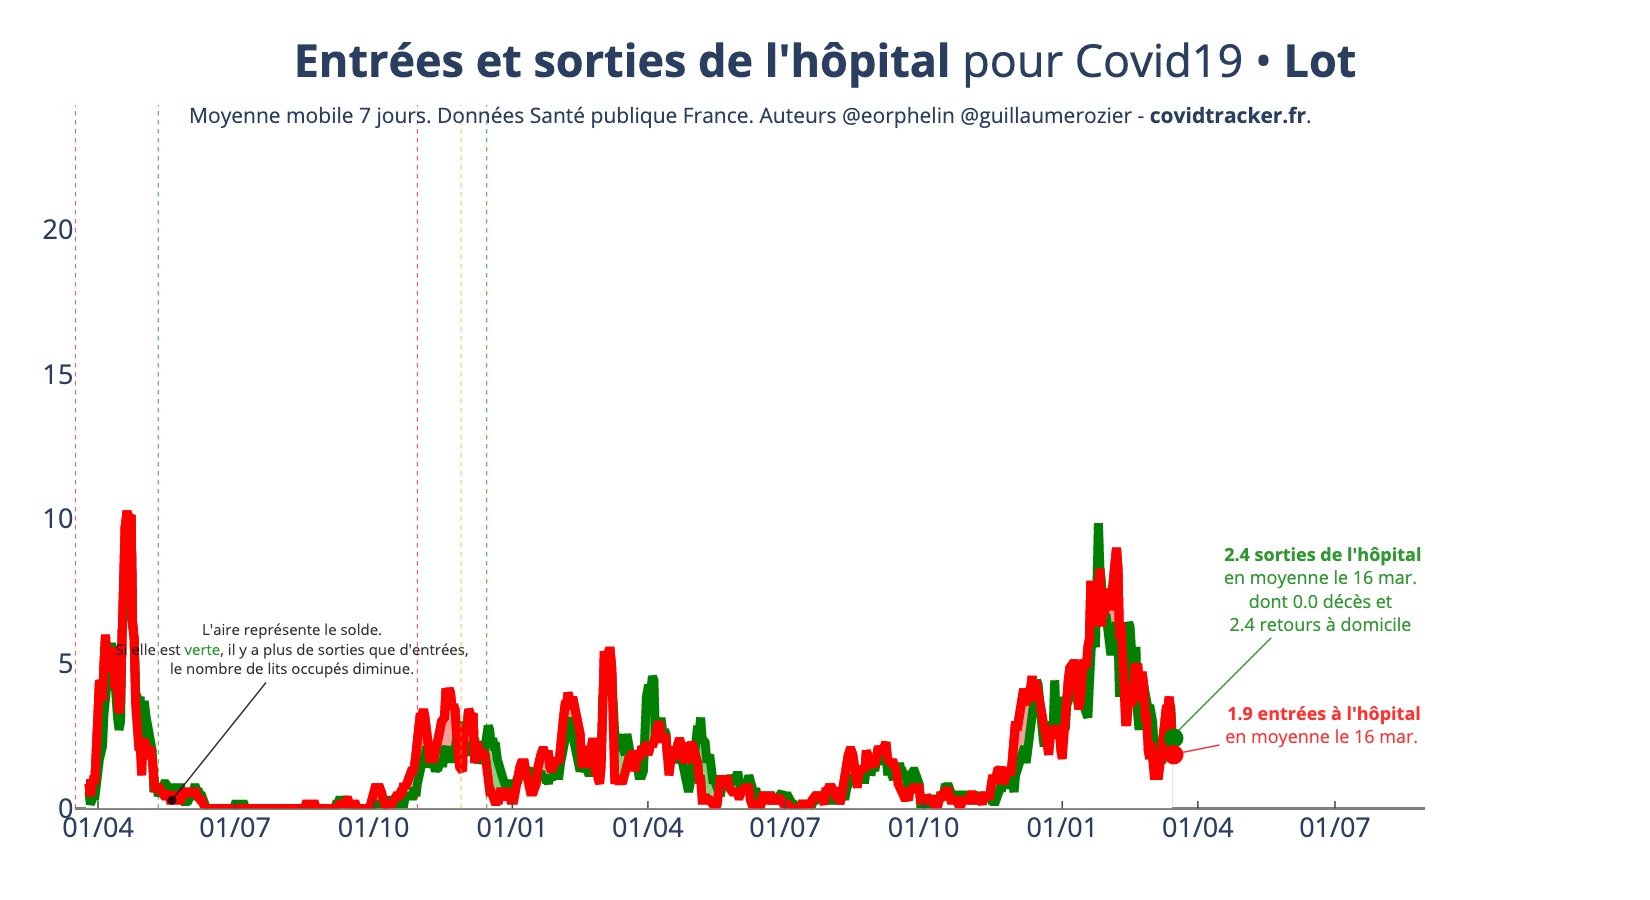 Entrées et sorties de l'hôpital pour Covid19 • Lot
Moyenne mobile 7 jours. Données Santé publique France. Auteurs @eorphelin @guillaumerozier - covidtracker.fr.
20
15
10
5
0
L'aire représente le solde.
Si elle est verte, il y a plus de sorties que d'entrées,
le nombre de lits occupés diminue.
2.4 sorties de l'hôpital
en moyenne le 16 mar.
dont 0.0 décès et
2.4 retours à domicile
1.9 entrées à l'hôpital
en moyenne le 16 mar.
01/04 01/07 01/10 01/01 01/04 01/07 01/10 01/01 01/04 01/07